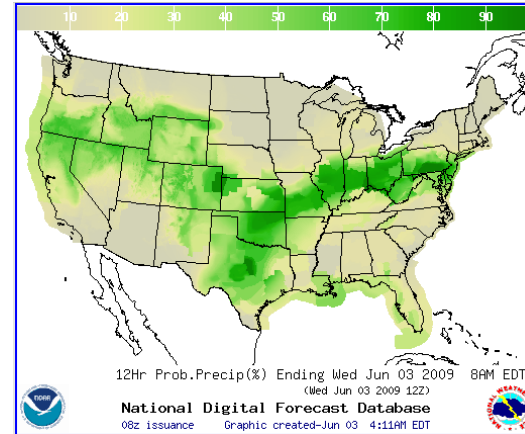 10 20 30 40 50 60 70 80 90
12Hr Prob.Precip(%) Ending Wed Jun 03 2009 8AM EDT
(Wed Jun 03 2009 12Z)
National Digital Forecast Database
08z issuance Graphic created-Jun 03 4:11AM EDT
noaa